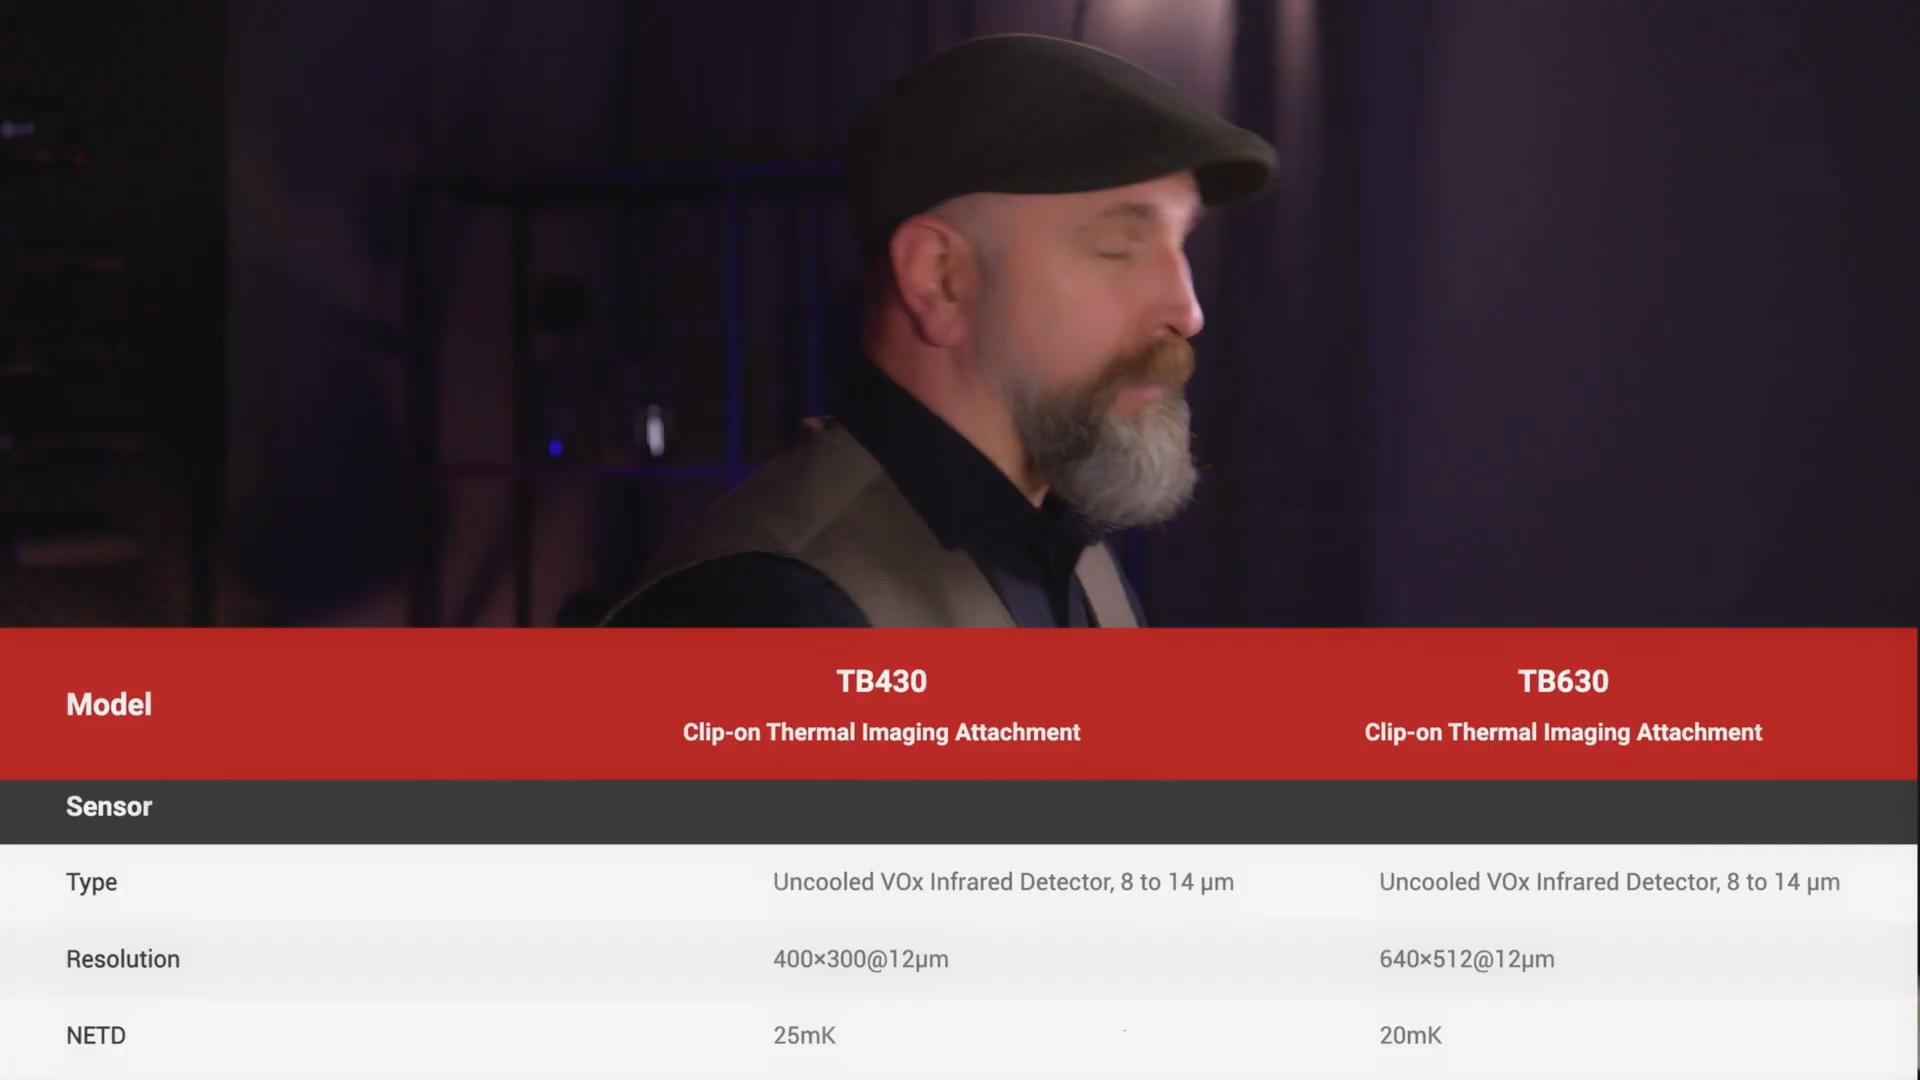 Model
TB430
Clip-on Thermal Imaging Attachment
TB630
Clip-on Thermal Imaging Attachment
Sensor
Type
Uncooled VOx Infrared Detector, 8 to 14 μm
Uncooled VOx Infrared Detector, 8 to 14 μm
Resolution
400×300@12μm
640×512@12μm
NETD
25mK
20mK